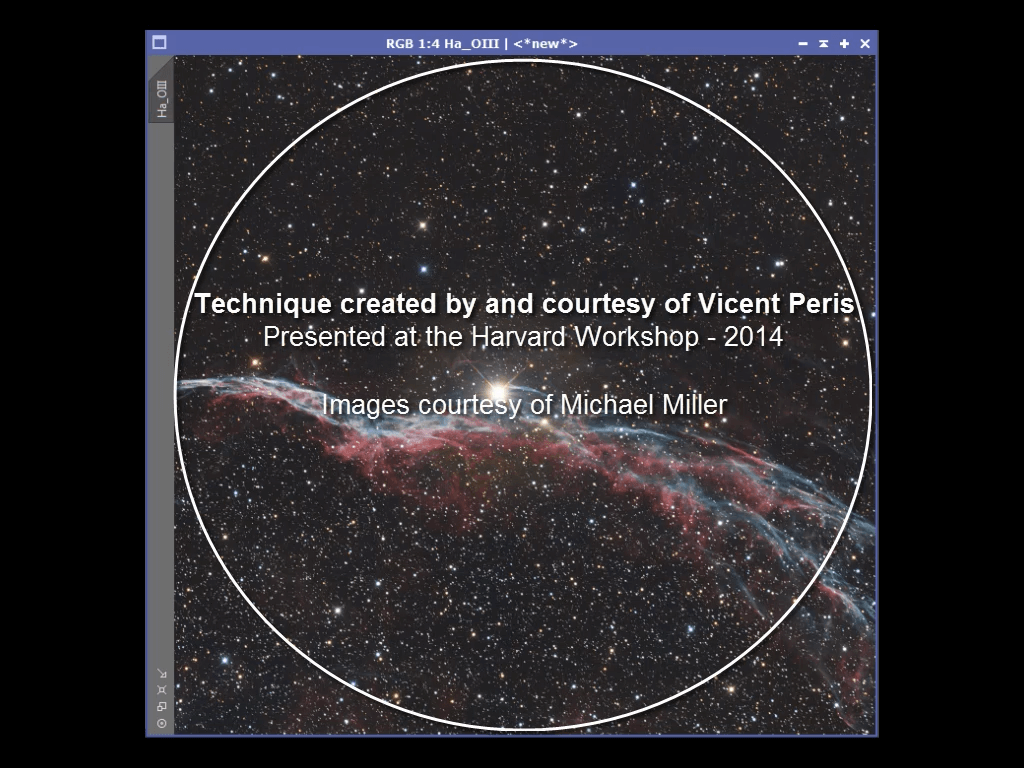 RGB 1:4 Ha_OIII | <*new*>
Ha_OIII
Technique created by and courtesy of Vicent Peris
Presented at the Harvard Workshop - 2014
Images courtesy of Michael Miller